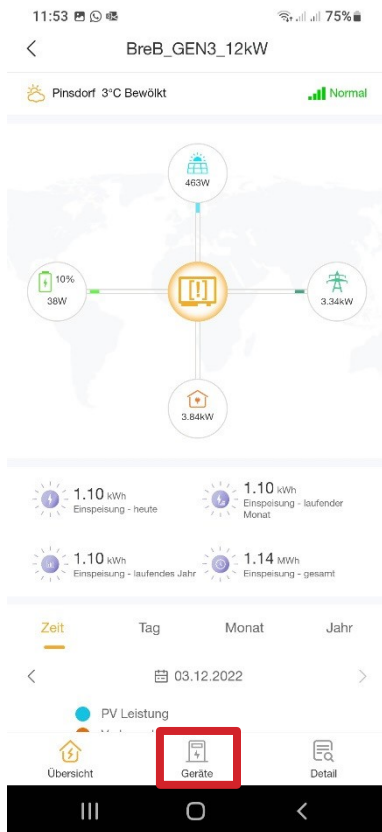 11:53
75%
BreB_GEN3_12kW
Pinsdorf 3°C Bewölkt
Normal
463W
10%
38W
3.34kW
3.84kW
1.10 kWh
Einspeisung - heute
1.10 kWh
Einspeisung - laufender
Monat
1.10 kWh
Einspeisung - laufendes Jahr
1.14 MWh
Einspeisung - gesamt
Zeit Tag Monat Jahr
03.12.2022
PV Leistung
Übersicht Geräte Detail